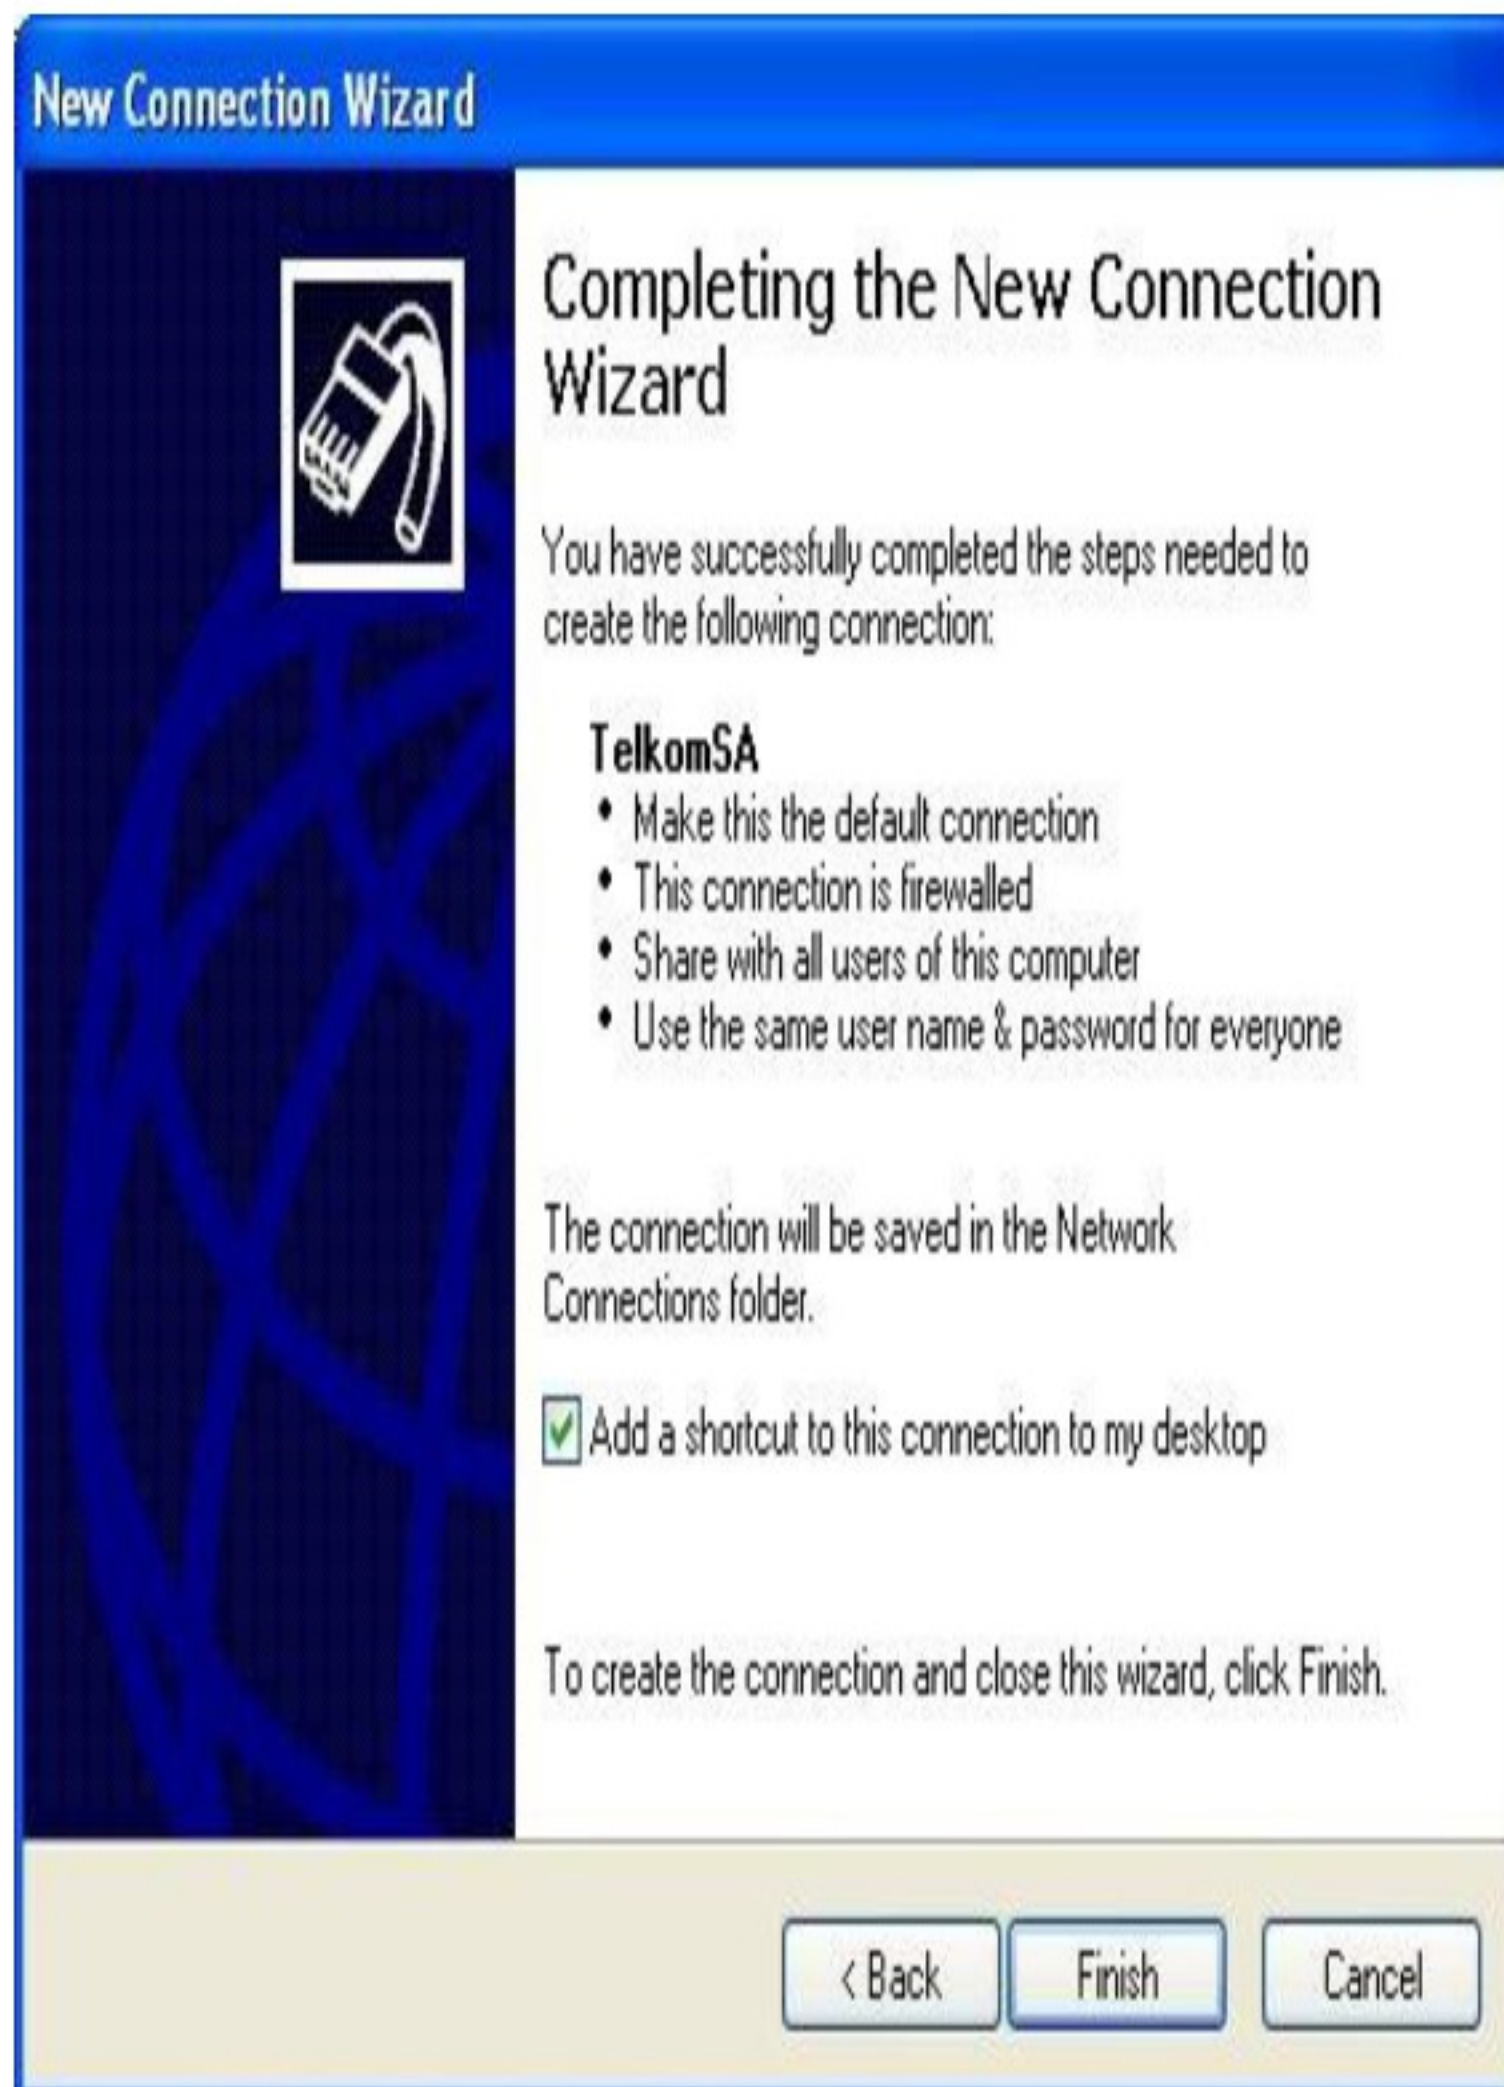 New Connection Wizard
Completing the New Connection
Wizard
You have successfully completed the steps needed to
create the following connection:
TelkomSA
• Make this the default connection
• This connection is firewalled
• Share with all users of this computer
• Use the same user name & password for everyone
The connection will be saved in the Network
Connections folder.
Add a shortcut to this connection to my desktop
To create the connection and close this wizard, click Finish.
< Back Finish Cancel